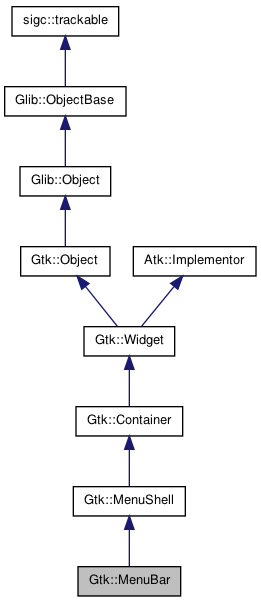 sigc::trackable
Glib::ObjectBase
Glib::Object
Gtk::Object
Atk::Implementor
Gtk::Widget
Gtk::Container
Gtk::MenuShell
Gtk::MenuBar